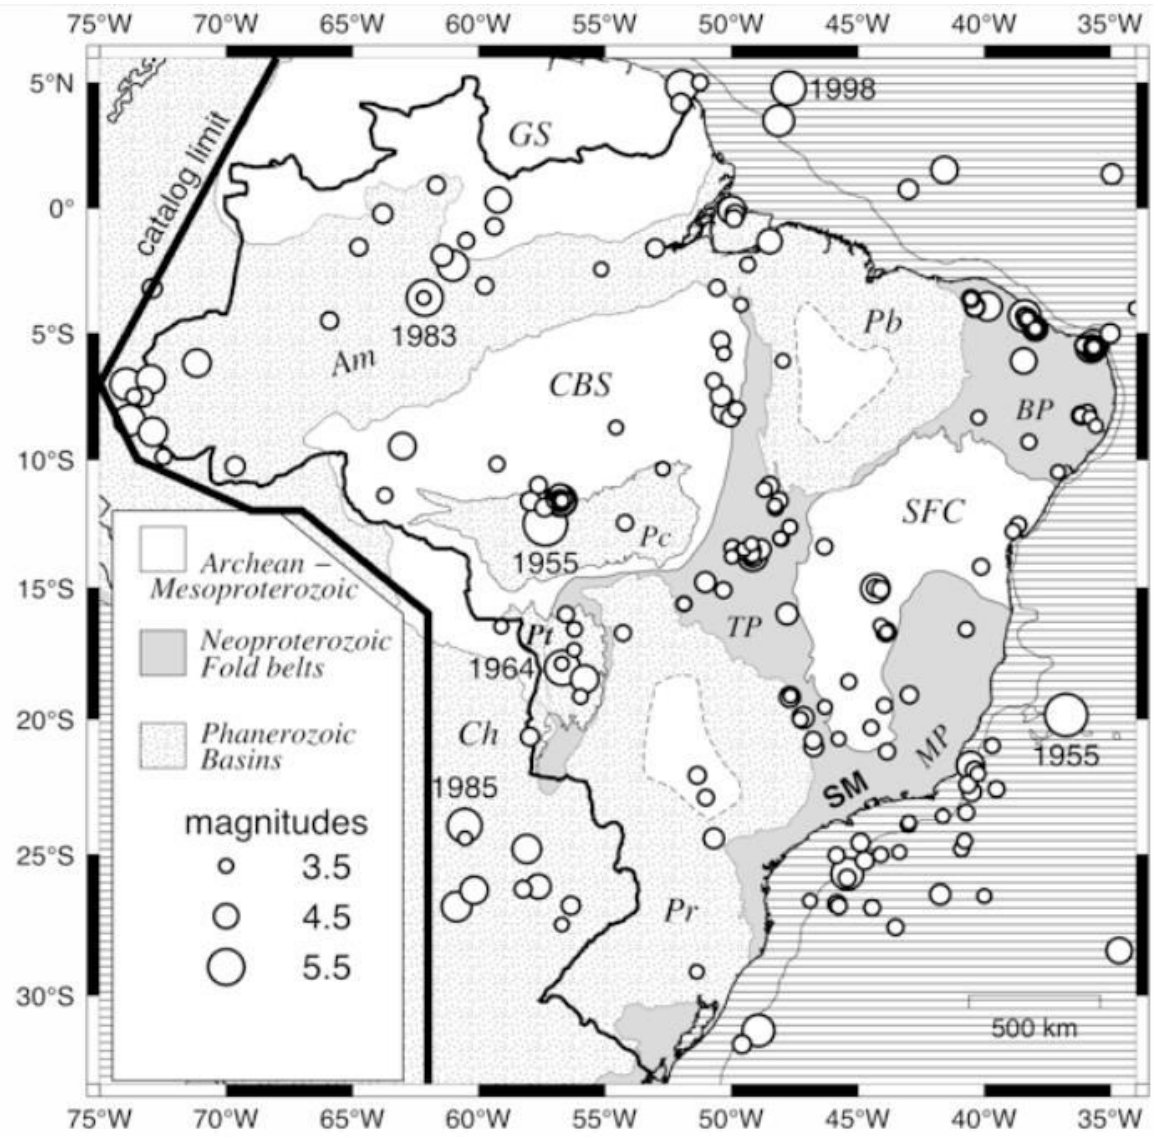 75°W 70°W 65°W 60°W 55°W 50°W 45°W 40°W 35°W
5°N
0°
5°S
10°S
15°S
20°S
25°S
30°S
catalog limit
GS
1998
1983
Am
CBS
Pb
BP
SFC
Pc
1955
TP
Pt
1964
Ch
1985
MP
SM
1955
Pr
500 km
Archean –
Mesoproterozoic
Neoproterozoic
Fold belts
Phanerozoic
Basins
magnitudes
3.5
4.5
5.5
75°W 70°W 65°W 60°W 55°W 50°W 45°W 40°W 35°W